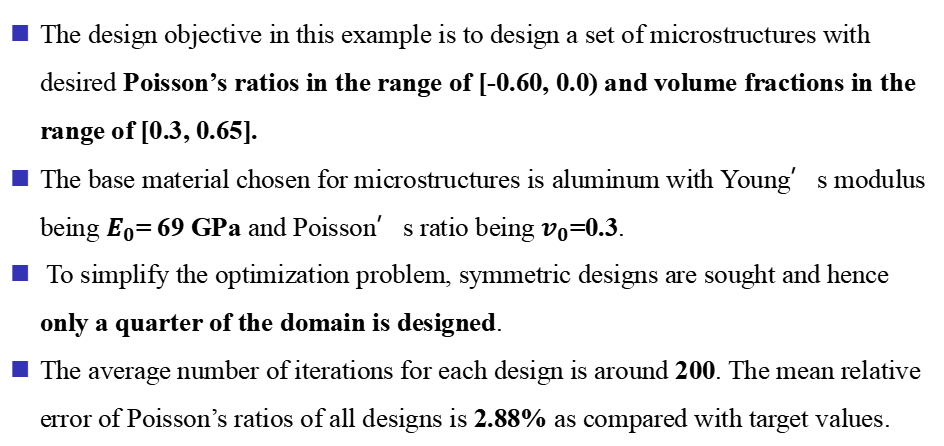 ■ The design objective in this example is to design a set of microstructures with
desired Poisson’s ratios in the range of [-0.60, 0.0) and volume fractions in the
range of [0.3, 0.65].
■ The base material chosen for microstructures is aluminum with Young′ s modulus
being E₀= 69 GPa and Poisson′ s ratio being v₀=0.3.
■ To simplify the optimization problem, symmetric designs are sought and hence
only a quarter of the domain is designed.
■ The average number of iterations for each design is around 200. The mean relative
error of Poisson’s ratios of all designs is 2.88% as compared with target values.